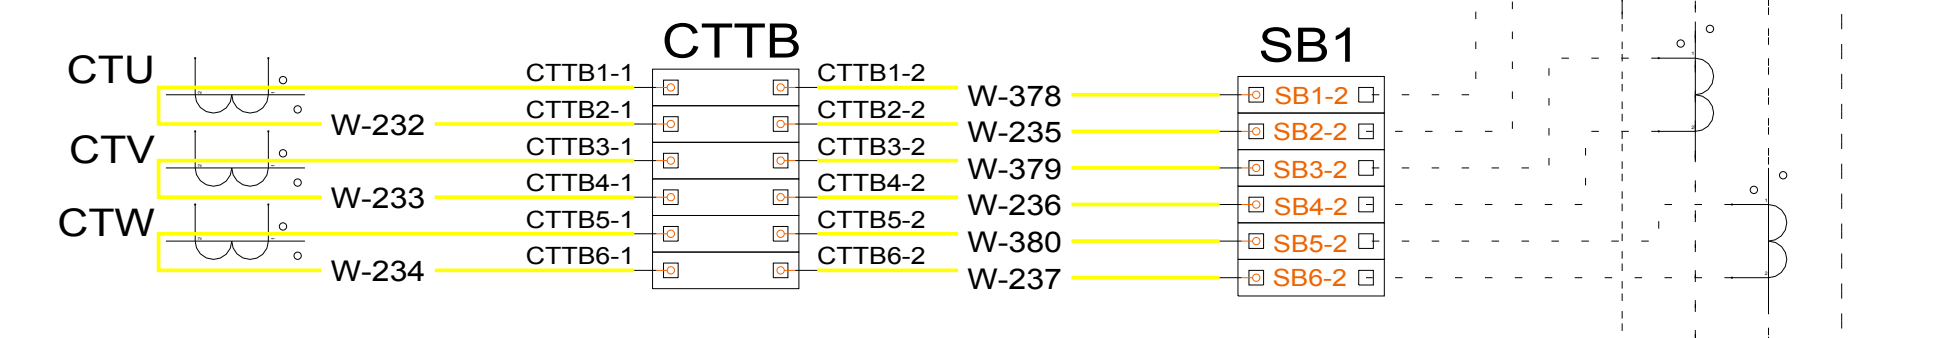 CTTB
SB1
CTU
CTTB1-1
CTTB1-2
W-378
SB1-2
W-232
CTTB2-1
CTTB2-2
W-235
SB2-2
CTV
CTTB3-1
CTTB3-2
W-379
SB3-2
W-233
CTTB4-1
CTTB4-2
W-236
SB4-2
CTW
CTTB5-1
CTTB5-2
W-380
SB5-2
W-234
CTTB6-1
CTTB6-2
W-237
SB6-2